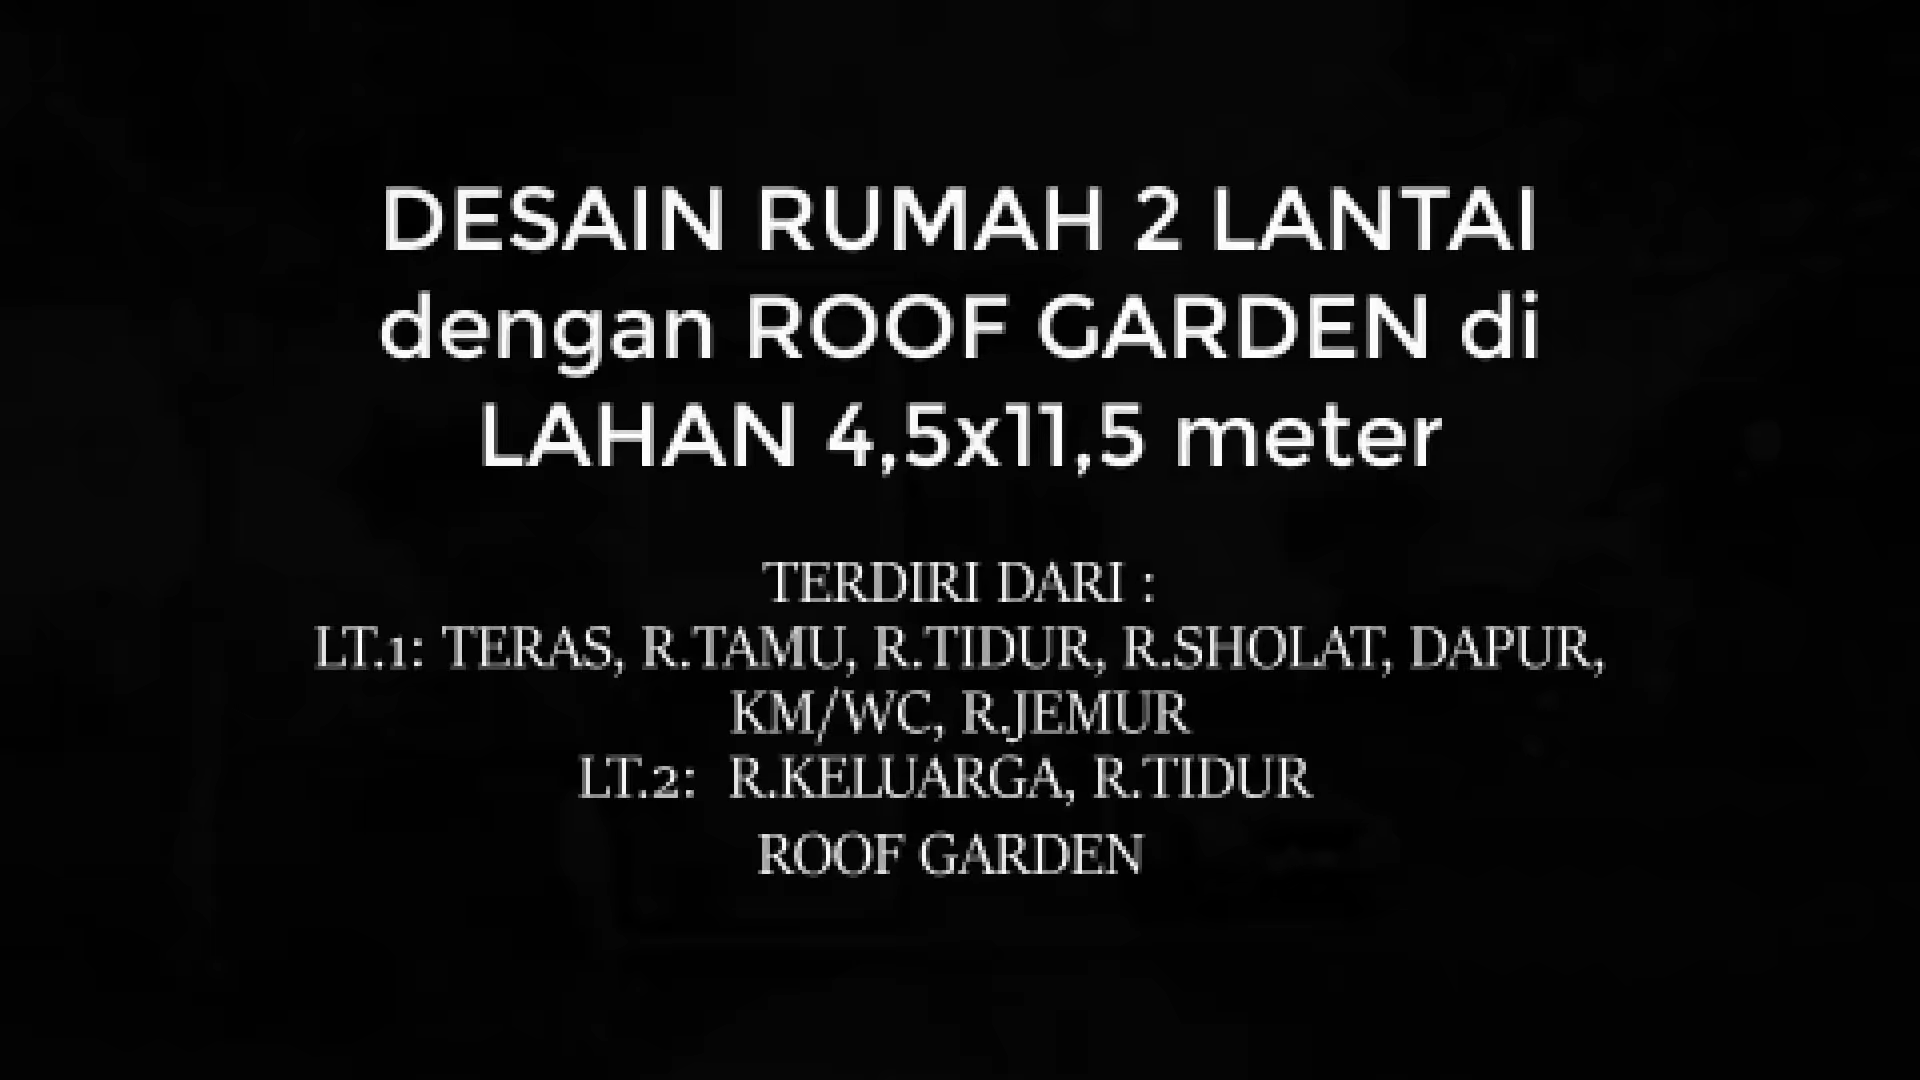 DESAIN RUMAH 2 LANTAI
dengan ROOF GARDEN di
LAHAN 4,5x11,5 meter
TERDIRI DARI :
LT.1: TERAS, R.TAMU, R.TIDUR, R.SHOLAT, DAPUR,
KM/WC, R.JEMUR
LT.2: R.KELUARGA, R.TIDUR
ROOF GARDEN